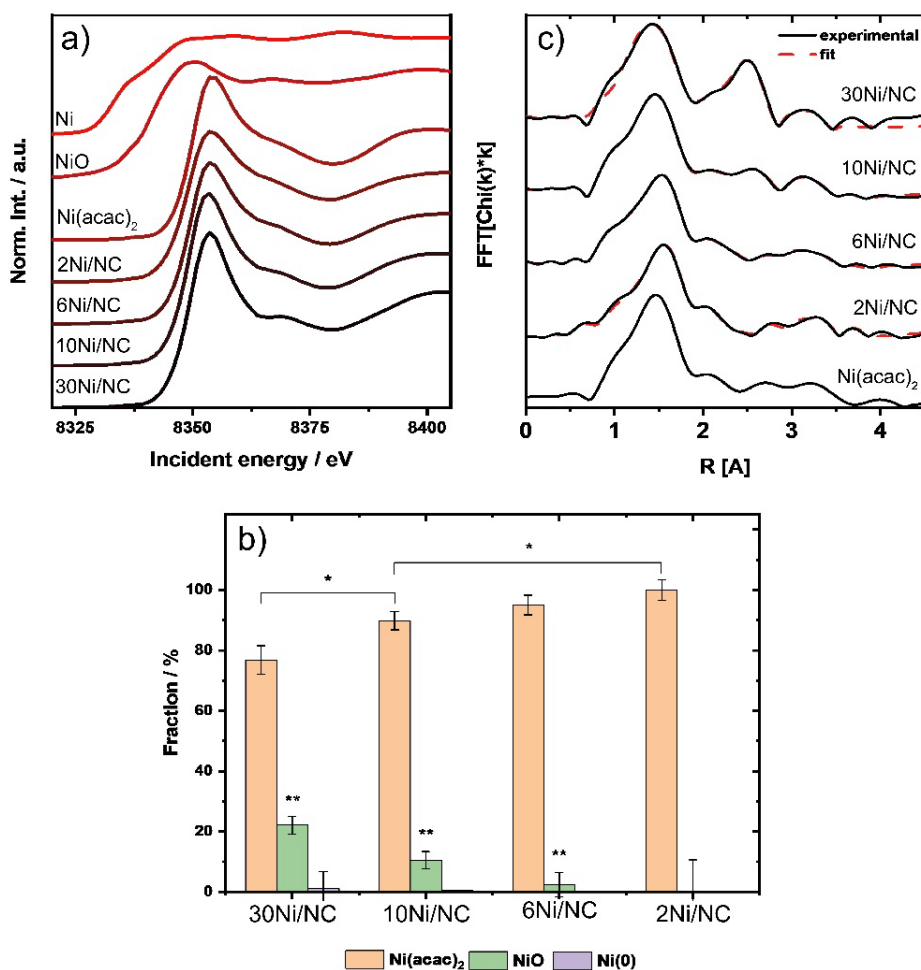 a)
Norm. Int. / a.u.
Ni
NiO
Ni(acac)2
2Ni/NC
6Ni/NC
10Ni/NC
30Ni/NC
8325 8350 8375 8400
Incident energy / eV
c)
experimental
fit
FFT[Chi(k)*k]
30Ni/NC
10Ni/NC
6Ni/NC
2Ni/NC
Ni(acac)2
0 1 2 3 4
R [A]
b)
Fraction / %
100
80
60
40
20
0
*
*
**
**
**
30Ni/NC 10Ni/NC 6Ni/NC 2Ni/NC
Ni(acac)2 NiO Ni(0)